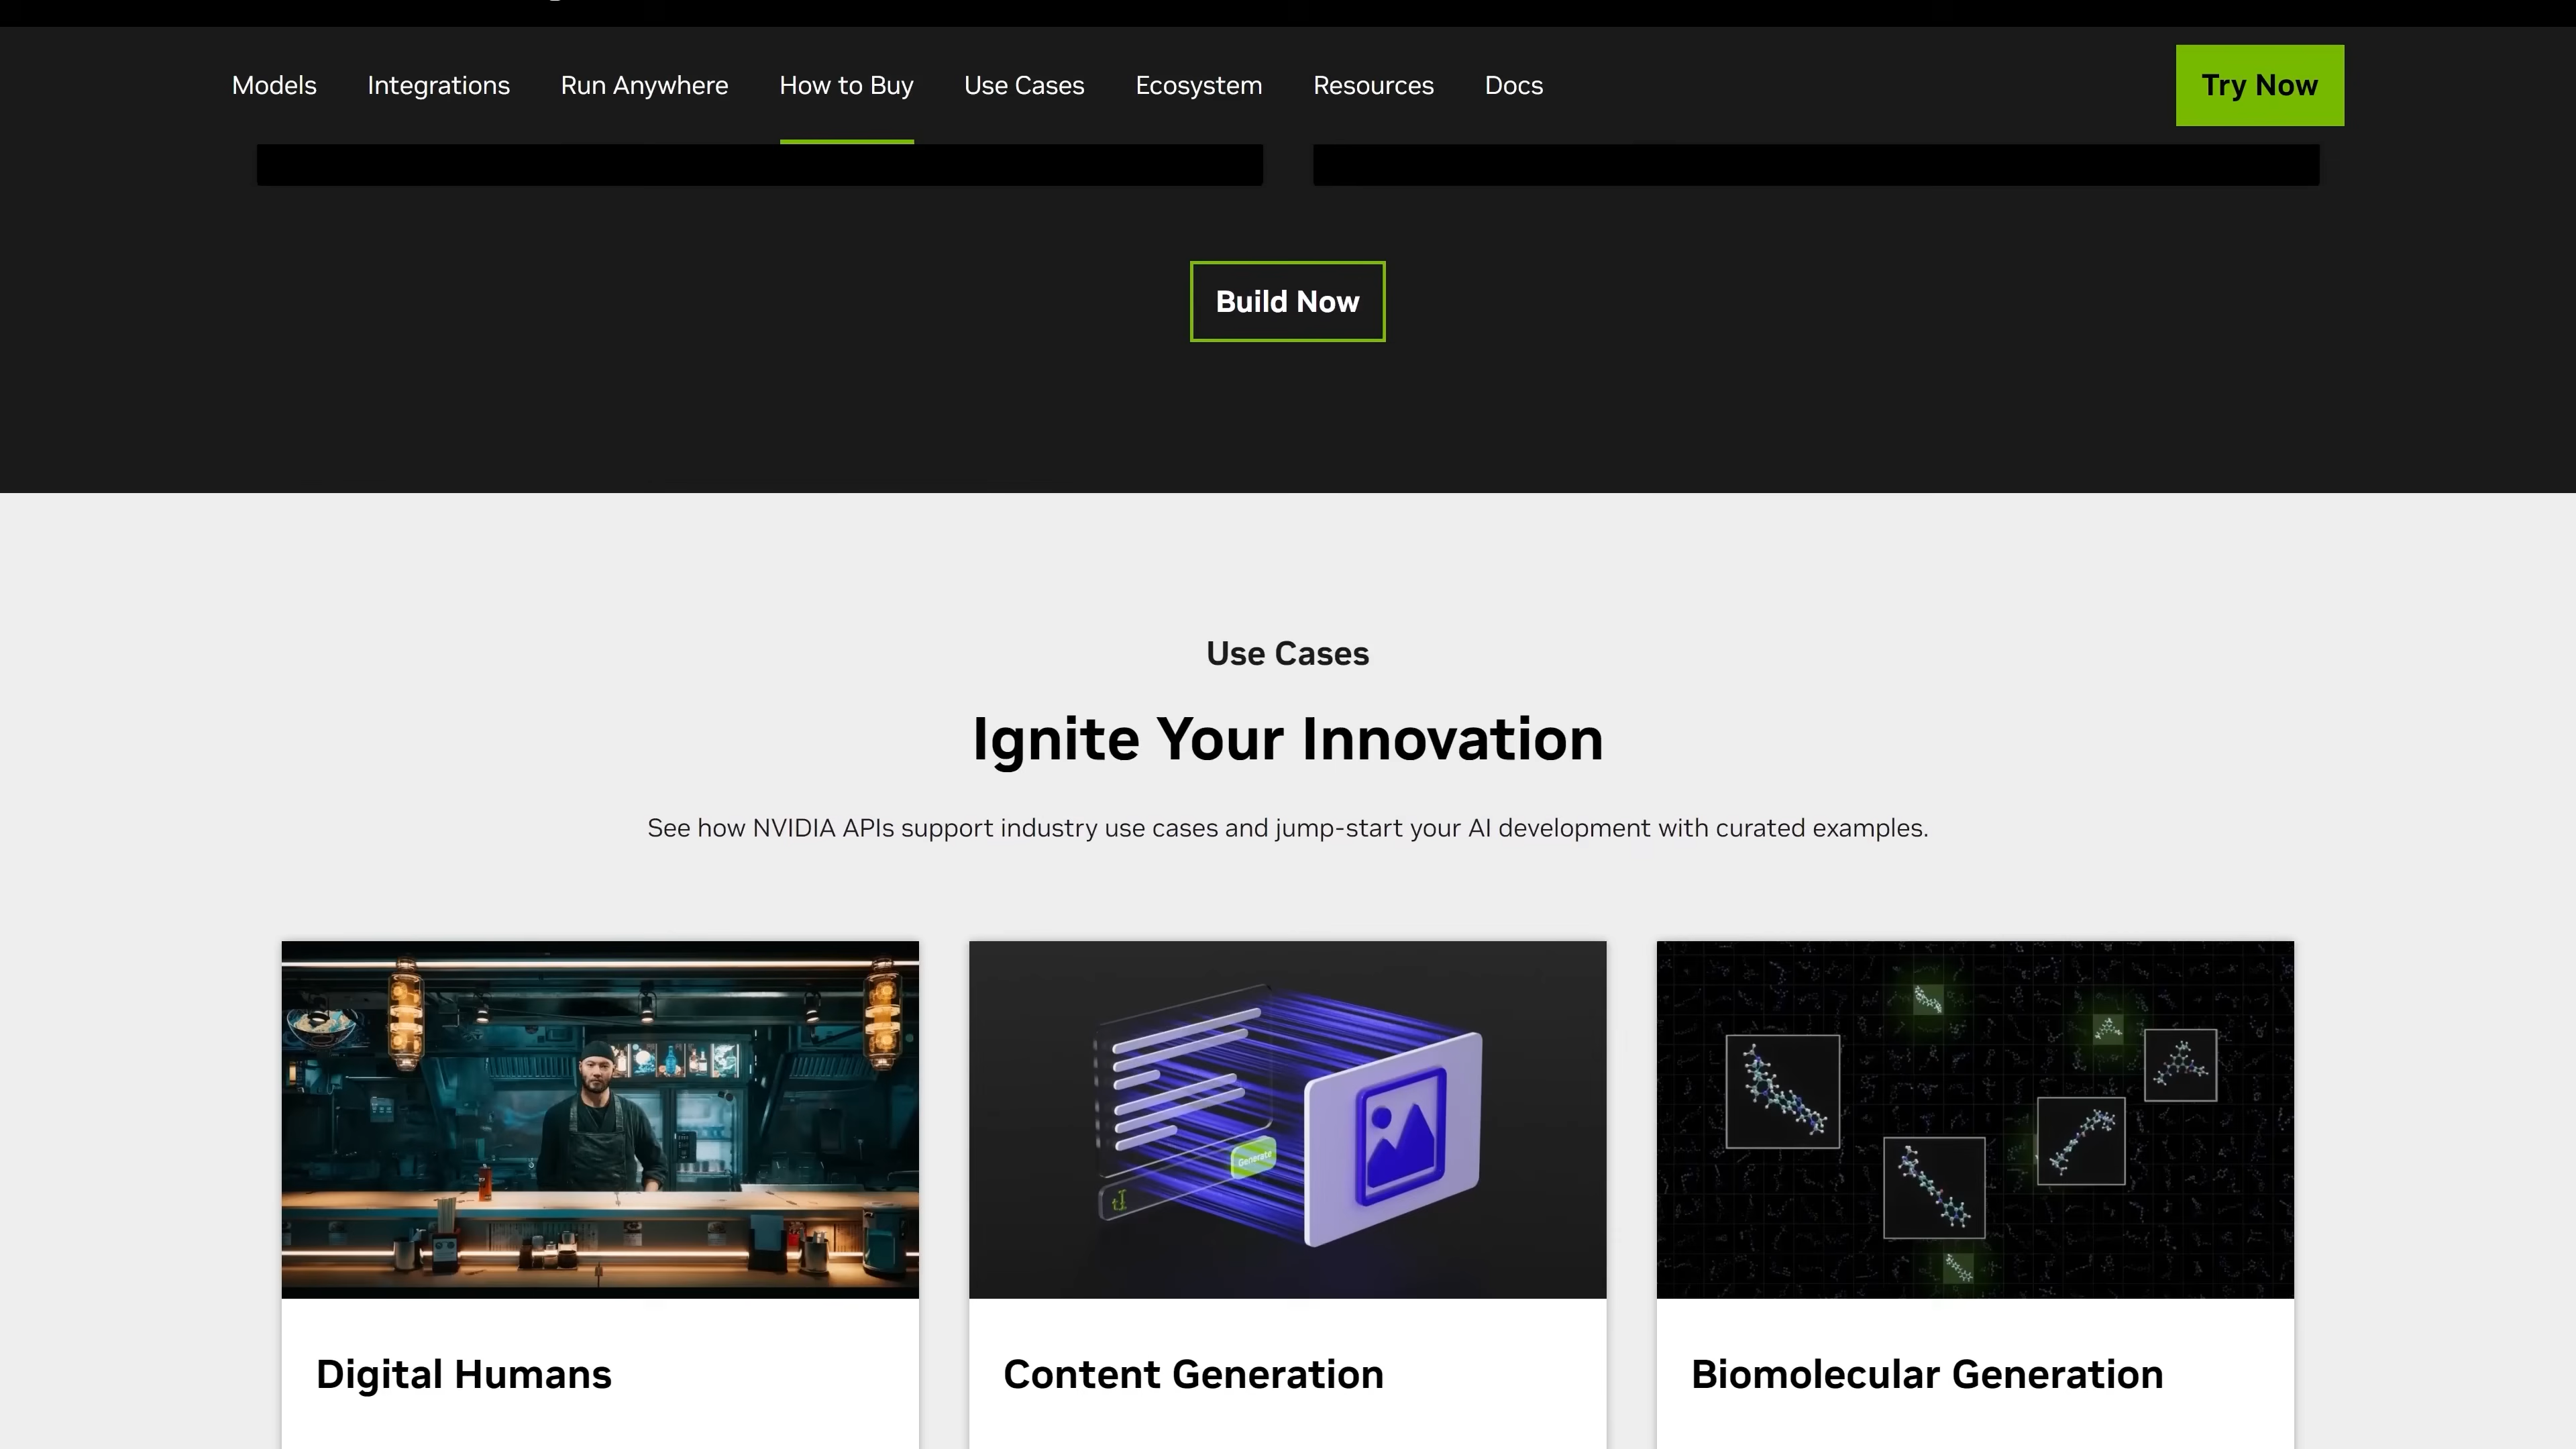 Models
Integrations
Run Anywhere
How to Buy
Use Cases
Ecosystem
Resources
Docs
Try Now
Build Now
Use Cases
Ignite Your Innovation
See how NVIDIA APIs support industry use cases and jump-start your AI development with curated examples.
Generate
Digital Humans
Content Generation
Biomolecular Generation